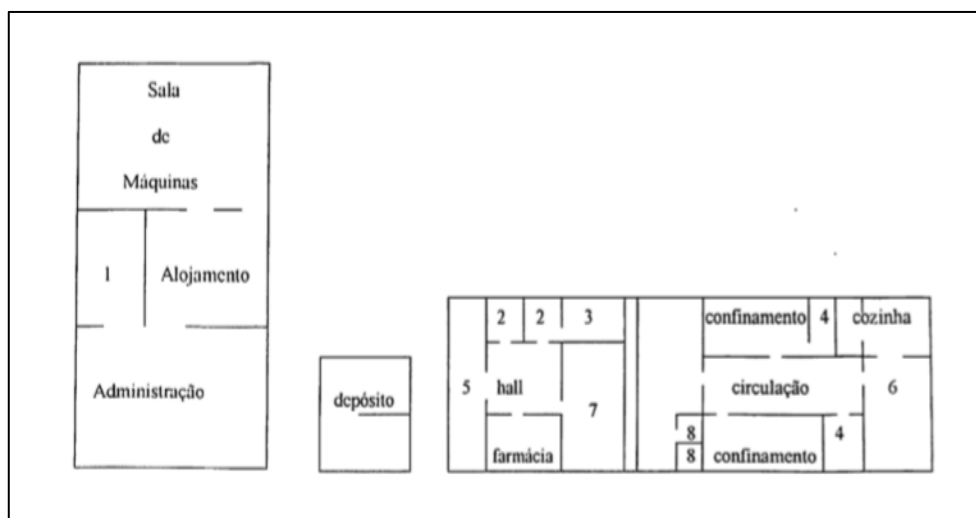 Sala
de
Máquinas
1 Alojamento
Administração
depósito
2 2 3
5 hall
7
farmácia
confinamento 4 cozinha
circulação 6
8
4
8 confinamento